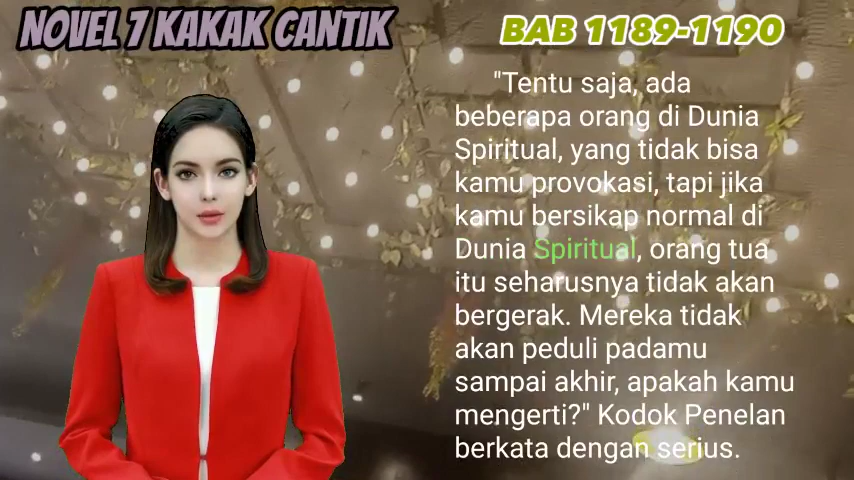 NOVEL 7 KAKAK CANTIK
BAB 1189-1190
"Tentu saja, ada
beberapa orang di Dunia
Spiritual, yang tidak bisa
kamu provokasi, tapi jika
kamu bersikap normal di
Dunia Spiritual, orang tua
itu seharusnya tidak akan
bergerak. Mereka tidak
akan peduli padamu
sampai akhir, apakah kamu
mengerti?" Kodok Penelan
berkata dengan serius.